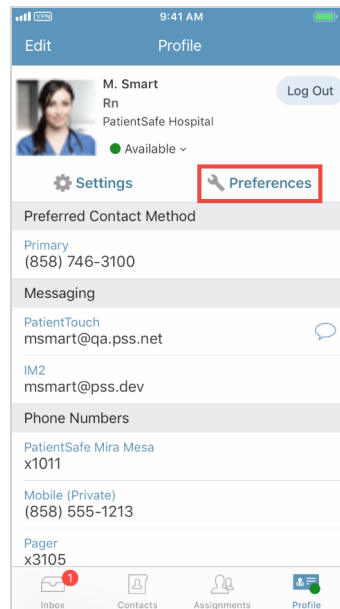 VPN 9:41 AM
Edit Profile
M. Smart
Rn
PatientSafe Hospital
Available
Log Out
Settings Preferences
Preferred Contact Method
Primary
(858) 746-3100
Messaging
PatientTouch
msmart@qa.pss.net
IM2
msmart@pss.dev
Phone Numbers
PatientSafe Mira Mesa
x1011
Mobile (Private)
(858) 555-1213
Pager
x3105
1
Inbox Contacts Assignments Profile